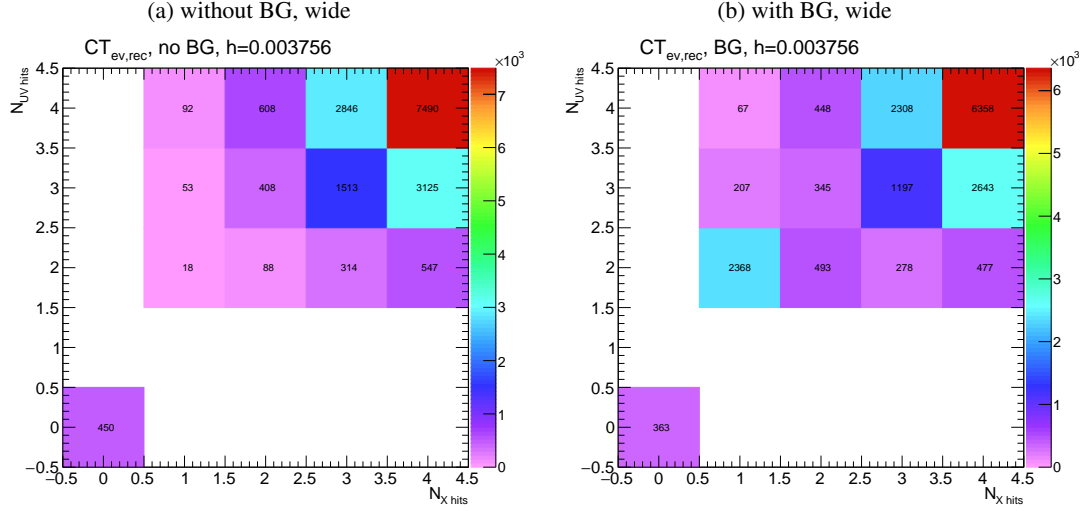 (a) without BG, wide
CT_ev,rec, no BG, h=0.003756
×10³
N_UV hits
4.5
4
3.5
3
2.5
2
1.5
1
0.5
0
−0.5
92 608 2846 7490
53 408 1513 3125
18 88 314 547
450
7
6
5
4
3
2
1
0
−0.5 0 0.5 1 1.5 2 2.5 3 3.5 4 4.5
N_X hits
(b) with BG, wide
CT_ev,rec, BG, h=0.003756
×10³
N_UV hits
4.5
4
3.5
3
2.5
2
1.5
1
0.5
0
−0.5
67 448 2308 6358
207 345 1197 2643
2368 493 278 477
363
6
5
4
3
2
1
0
−0.5 0 0.5 1 1.5 2 2.5 3 3.5 4 4.5
N_X hits